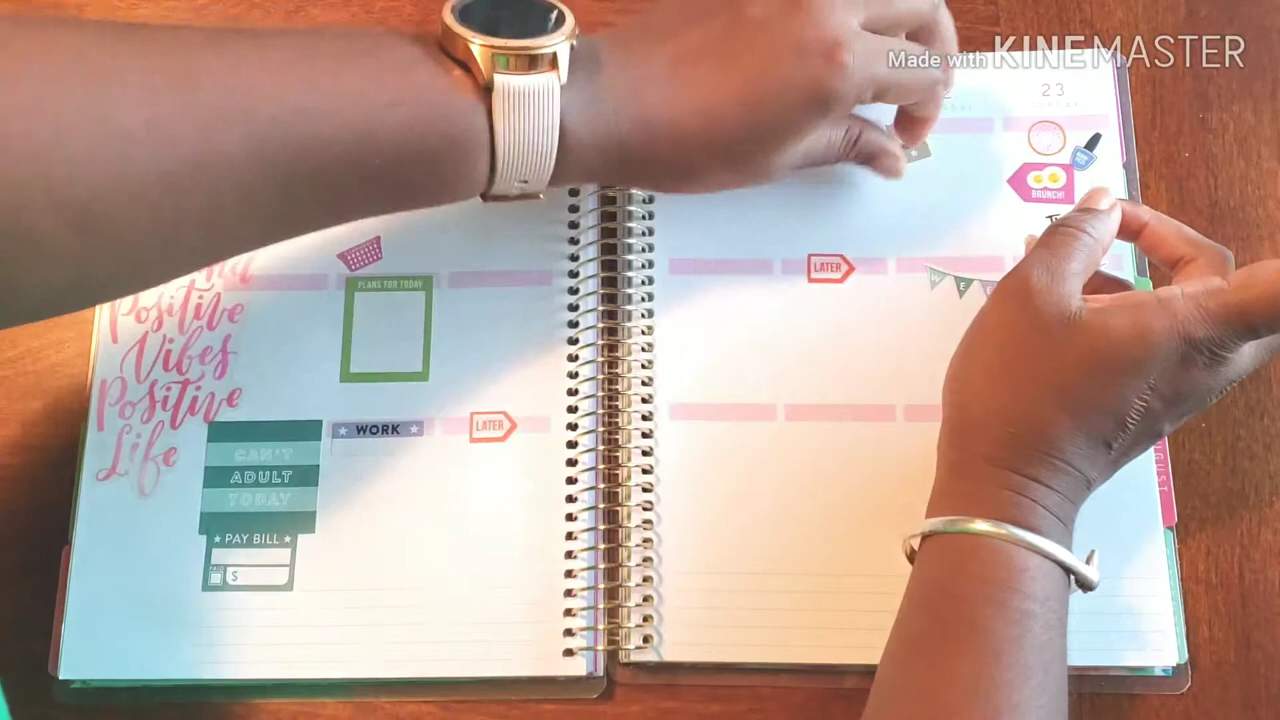 Made with KINEMASTER
23
BRUNCH!
LATER
PLANS FOR TODAY
Positive
Vibes
Positive
Life
WORK
LATER
CAN'T
ADULT
TODAY
PAY BILL
PAID
$